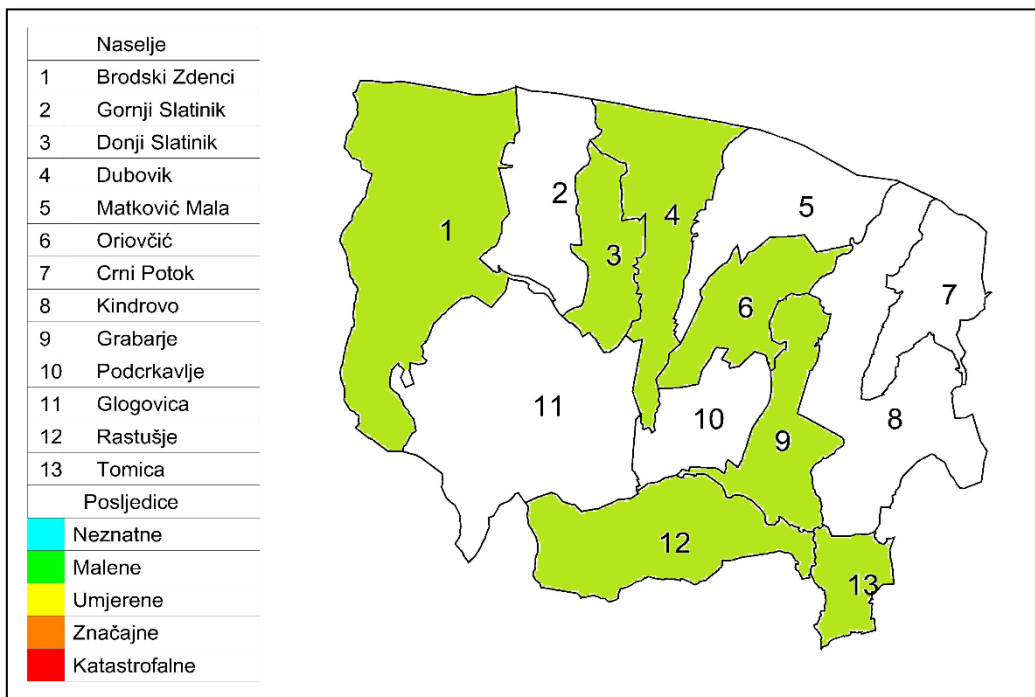 Naselje
1 Brodski Zdenci
2 Gornji Slatinik
3 Donji Slatinik
4 Dubovik
5 Matković Mala
6 Oriovčić
7 Crni Potok
8 Kindrovo
9 Grabarje
10 Podcrkavlje
11 Glogovica
12 Rastušje
13 Tomica
Posljedice
Neznatne
Malene
Umjerene
Značajne
Katastrofalne
1
2
3
4
5
6
7
8
9
10
11
12
13